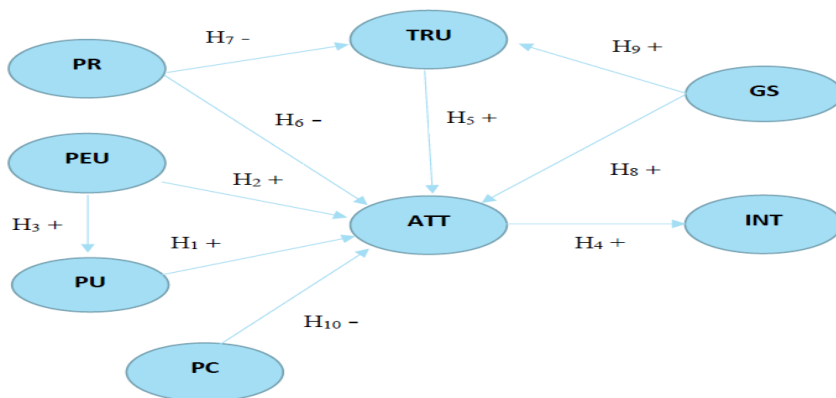 H₇ –
TRU
H₉ +
PR
GS
H₆ –
H₅ +
PEU
H₂ +
H₈ +
H₃ +
ATT
INT
H₁ +
H₄ +
PU
H₁₀ –
PC